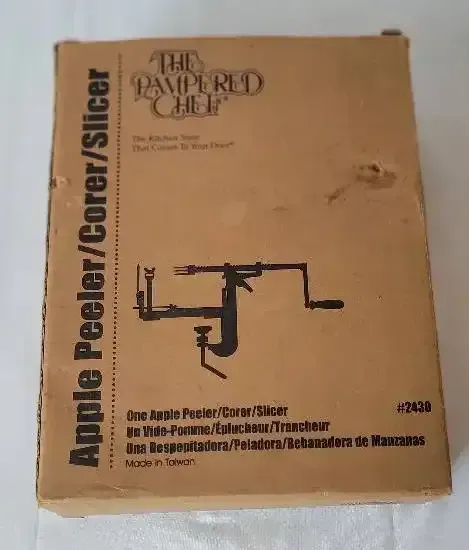 THE
PAMPERED
CHEF®
The Kitchen Store
That Comes To Your Door®
Apple Peeler/Corer/Slicer
One Apple Peeler/Corer/Slicer
#2430
Un Vide-Pomme/Éplucheur/Trancheur
Una Despepitadora/Peladora/Rebanadora de Manzanas
Made in Taiwan